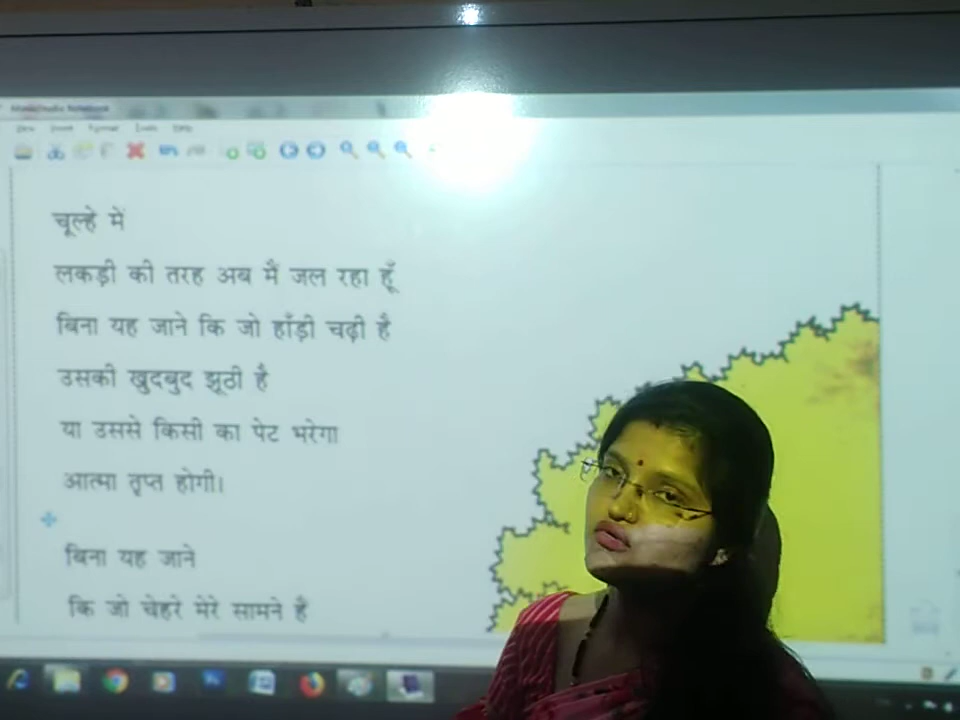 चूल्हे में
लकड़ी की तरह अब मैं जल रहा हूँ
बिना यह जाने कि जो हाँड़ी चढ़ी है
उसकी खुदबुद झूठी है
या उससे किसी का पेट भरेगा
आत्मा तृप्त होगी।
बिना यह जाने
कि जो चेहरे मेरे सामने हैं